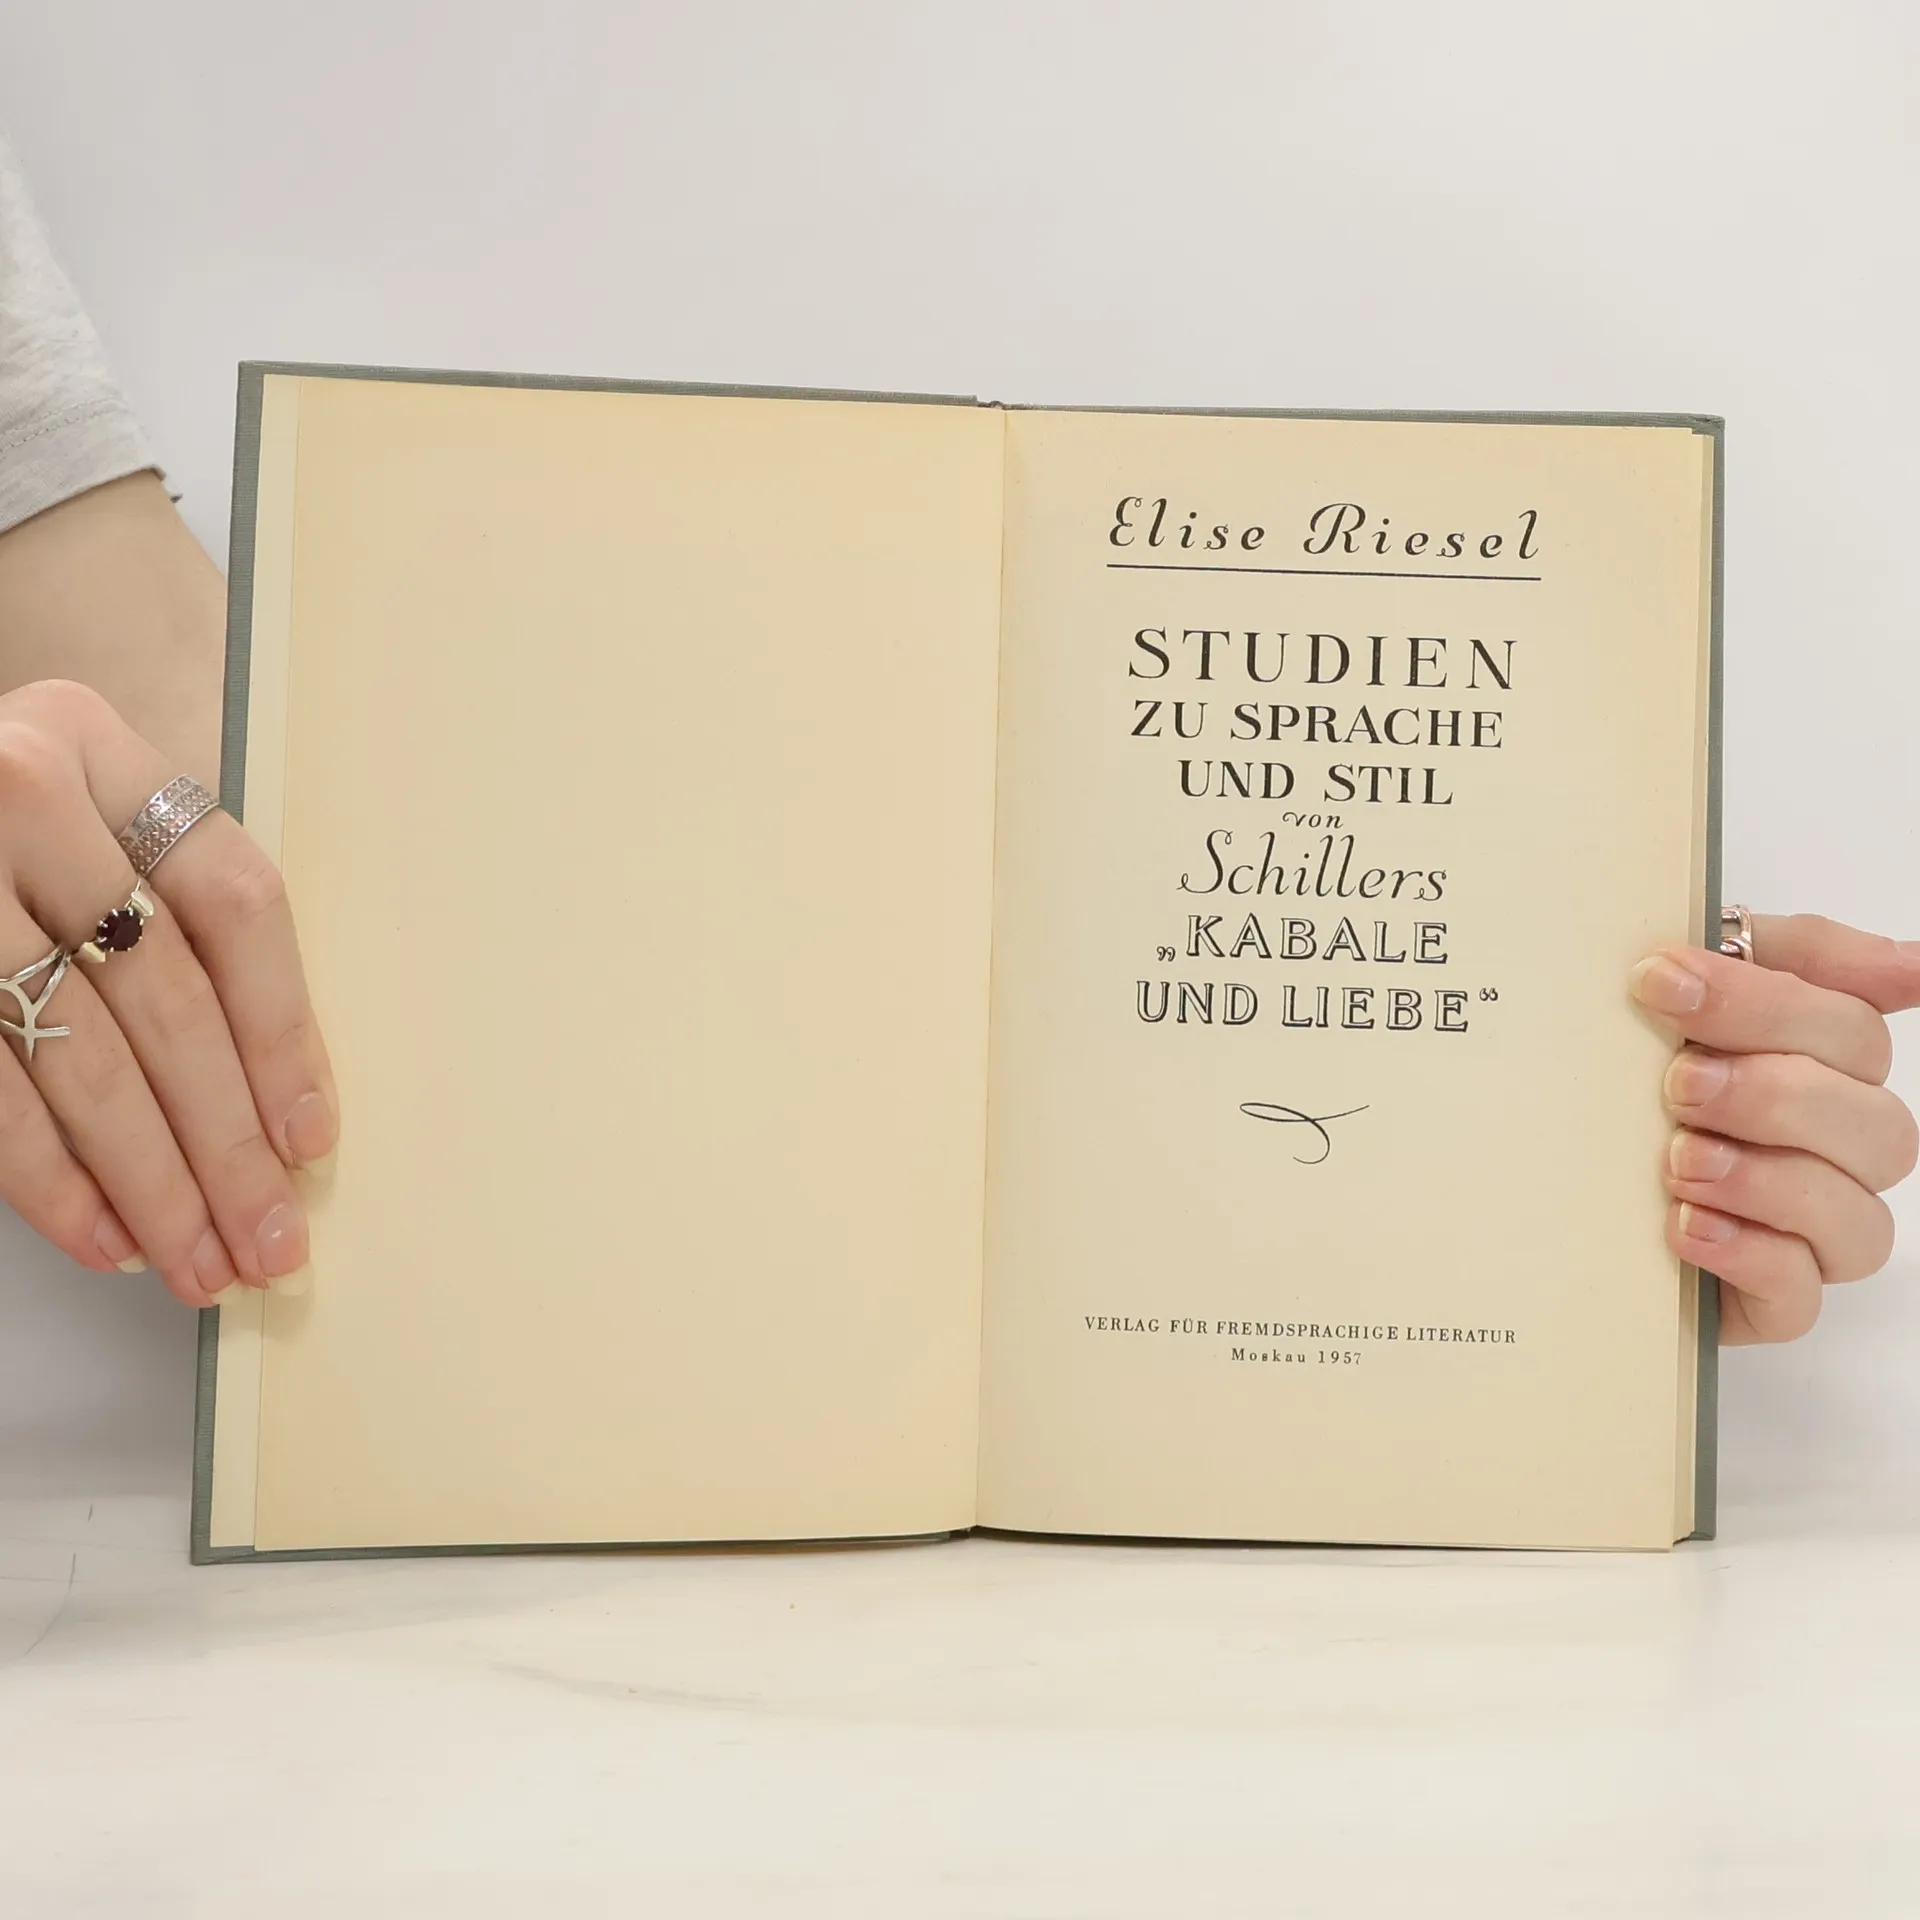 Elise Riesel
STUDIEN
ZU SPRACHE
UND STIL
von
Schillers
„KABALE
UND LIEBE“
VERLAG FÜR FREMDSPRACHIGE LITERATUR
Moskau 1957